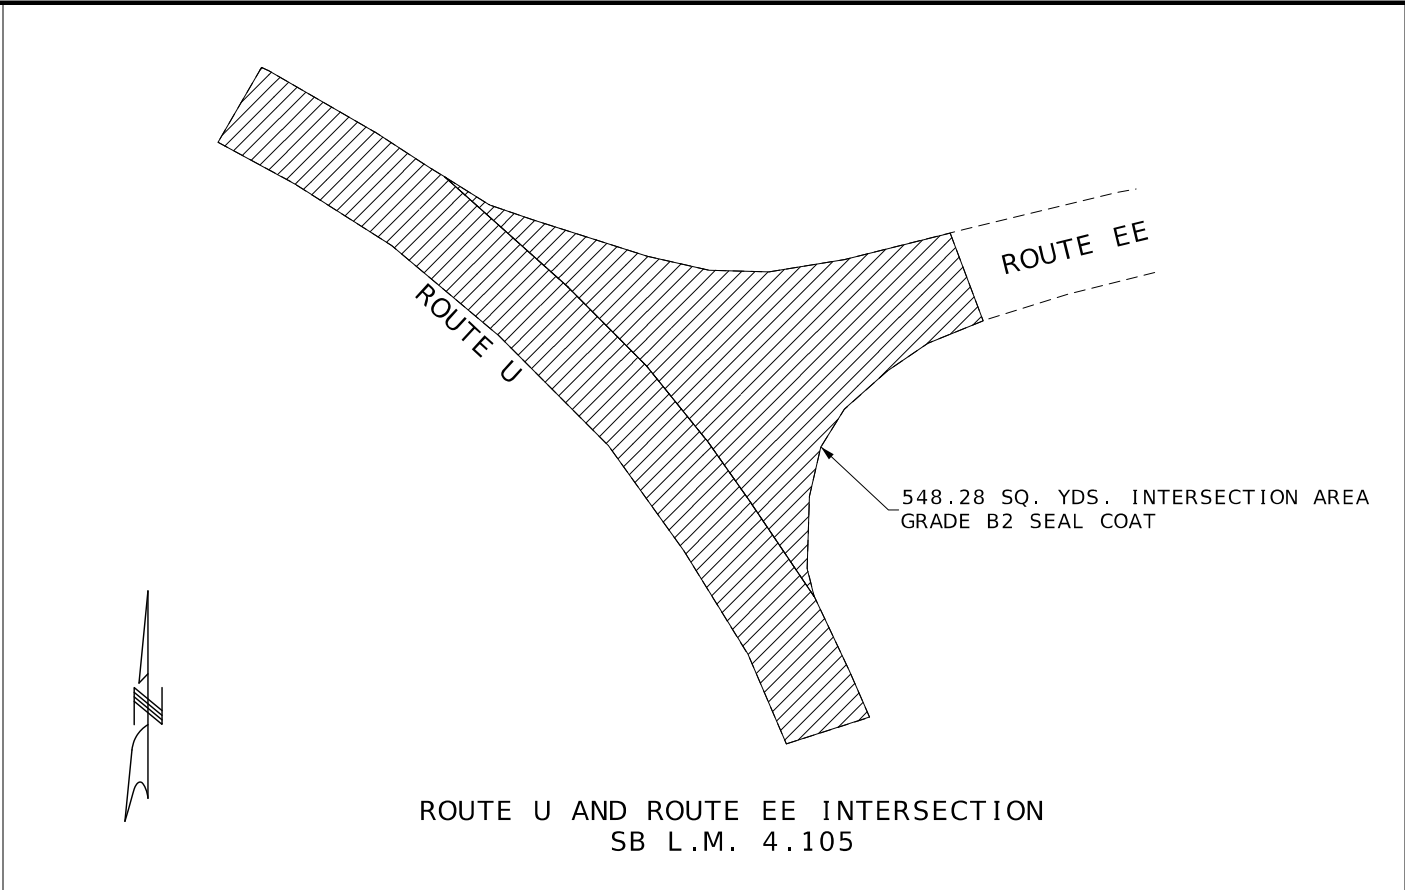 ROUTE EE
ROUTE U
548.28 SQ. YDS. INTERSECTION AREA
GRADE B2 SEAL COAT
N
ROUTE U AND ROUTE EE INTERSECTION
SB L.M. 4.105